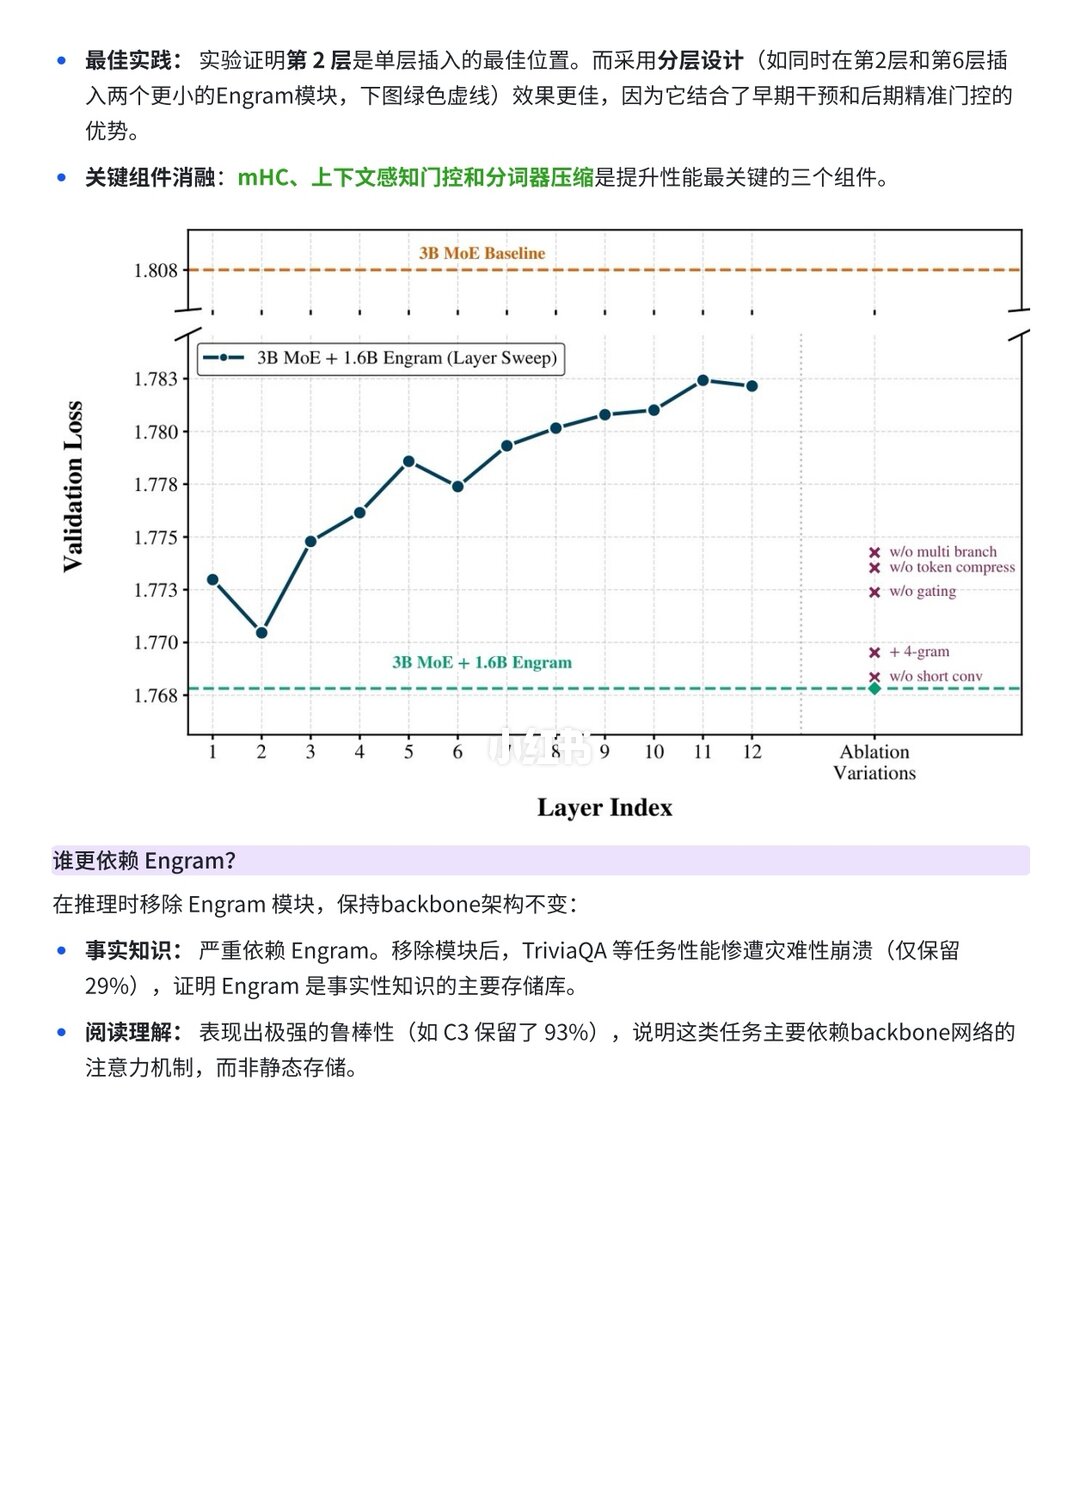 最佳实践： 实验证明第 2 层是单层插入的最佳位置。而采用分层设计（如同时在第2层和第6层插
入两个更小的Engram模块，下图绿色虚线）效果更佳，因为它结合了早期干预和后期精准门控的
优势。
关键组件消融：mHC、上下文感知门控和分词器压缩是提升性能最关键的三个组件。
3B MoE Baseline
1.808
3B MoE + 1.6B Engram (Layer Sweep)
1.783
1.780
1.778
1.775
1.773
1.770
1.768
Validation Loss
w/o multi branch
w/o token compress
w/o gating
+ 4-gram
w/o short conv
3B MoE + 1.6B Engram
1 2 3 4 5 6 7 8 9 10 11 12
Ablation
Variations
小红书
Layer Index
谁更依赖 Engram？
在推理时移除 Engram 模块，保持backbone架构不变：
事实知识： 严重依赖 Engram。移除模块后，TriviaQA 等任务性能惨遭灾难性崩溃（仅保留
29%），证明 Engram 是事实性知识的主要存储库。
阅读理解： 表现出极强的鲁棒性（如 C3 保留了 93%），说明这类任务主要依赖backbone网络的
注意力机制，而非静态存储。